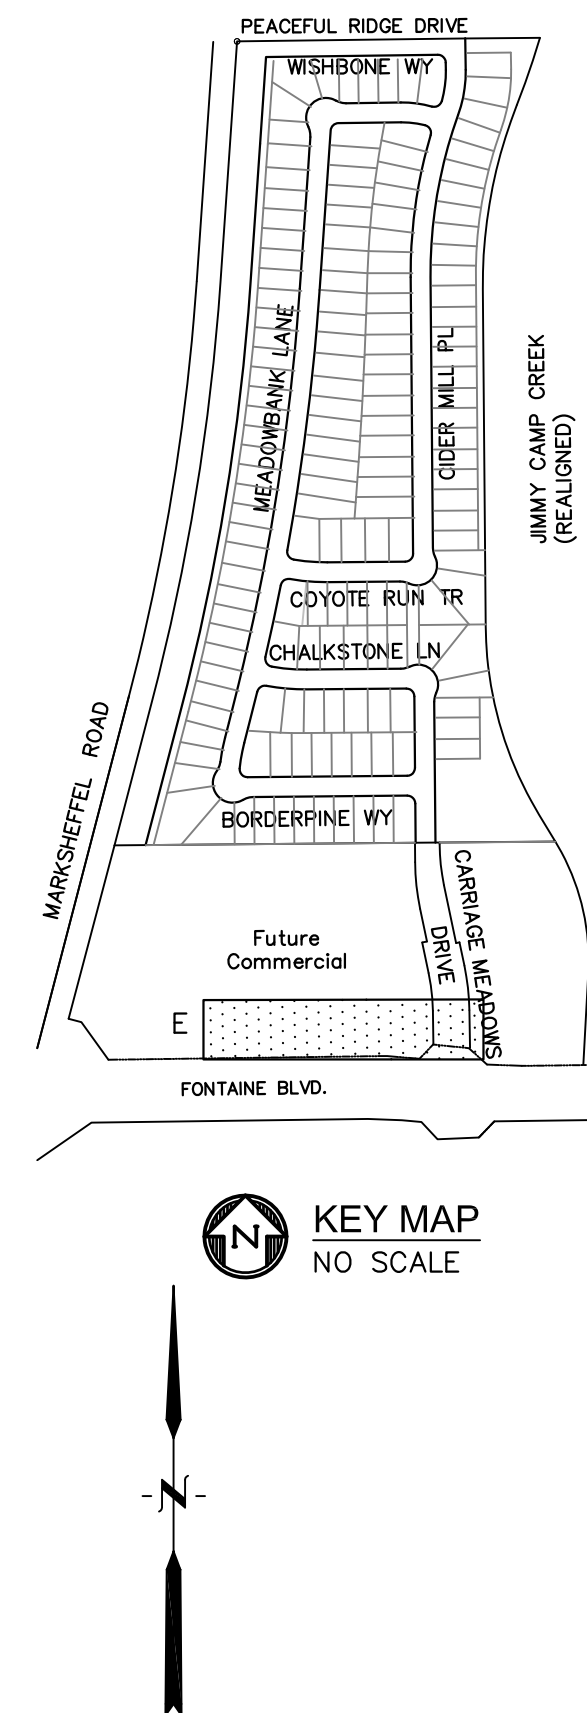 PEACEFUL RIDGE DRIVE
WISHBONE WY
MEADOWBANK LANE
CIDER MILL PL
JIMMY CAMP CREEK
(REALIGNED)
COYOTE RUN TR
CHALKSTONE LN
MARKSHEFFEL ROAD
BORDERPINE WY
CARRIAGE MEADOWS
DRIVE
Future
Commercial
E
FONTAINE BLVD.
N
KEY MAP
NO SCALE
N